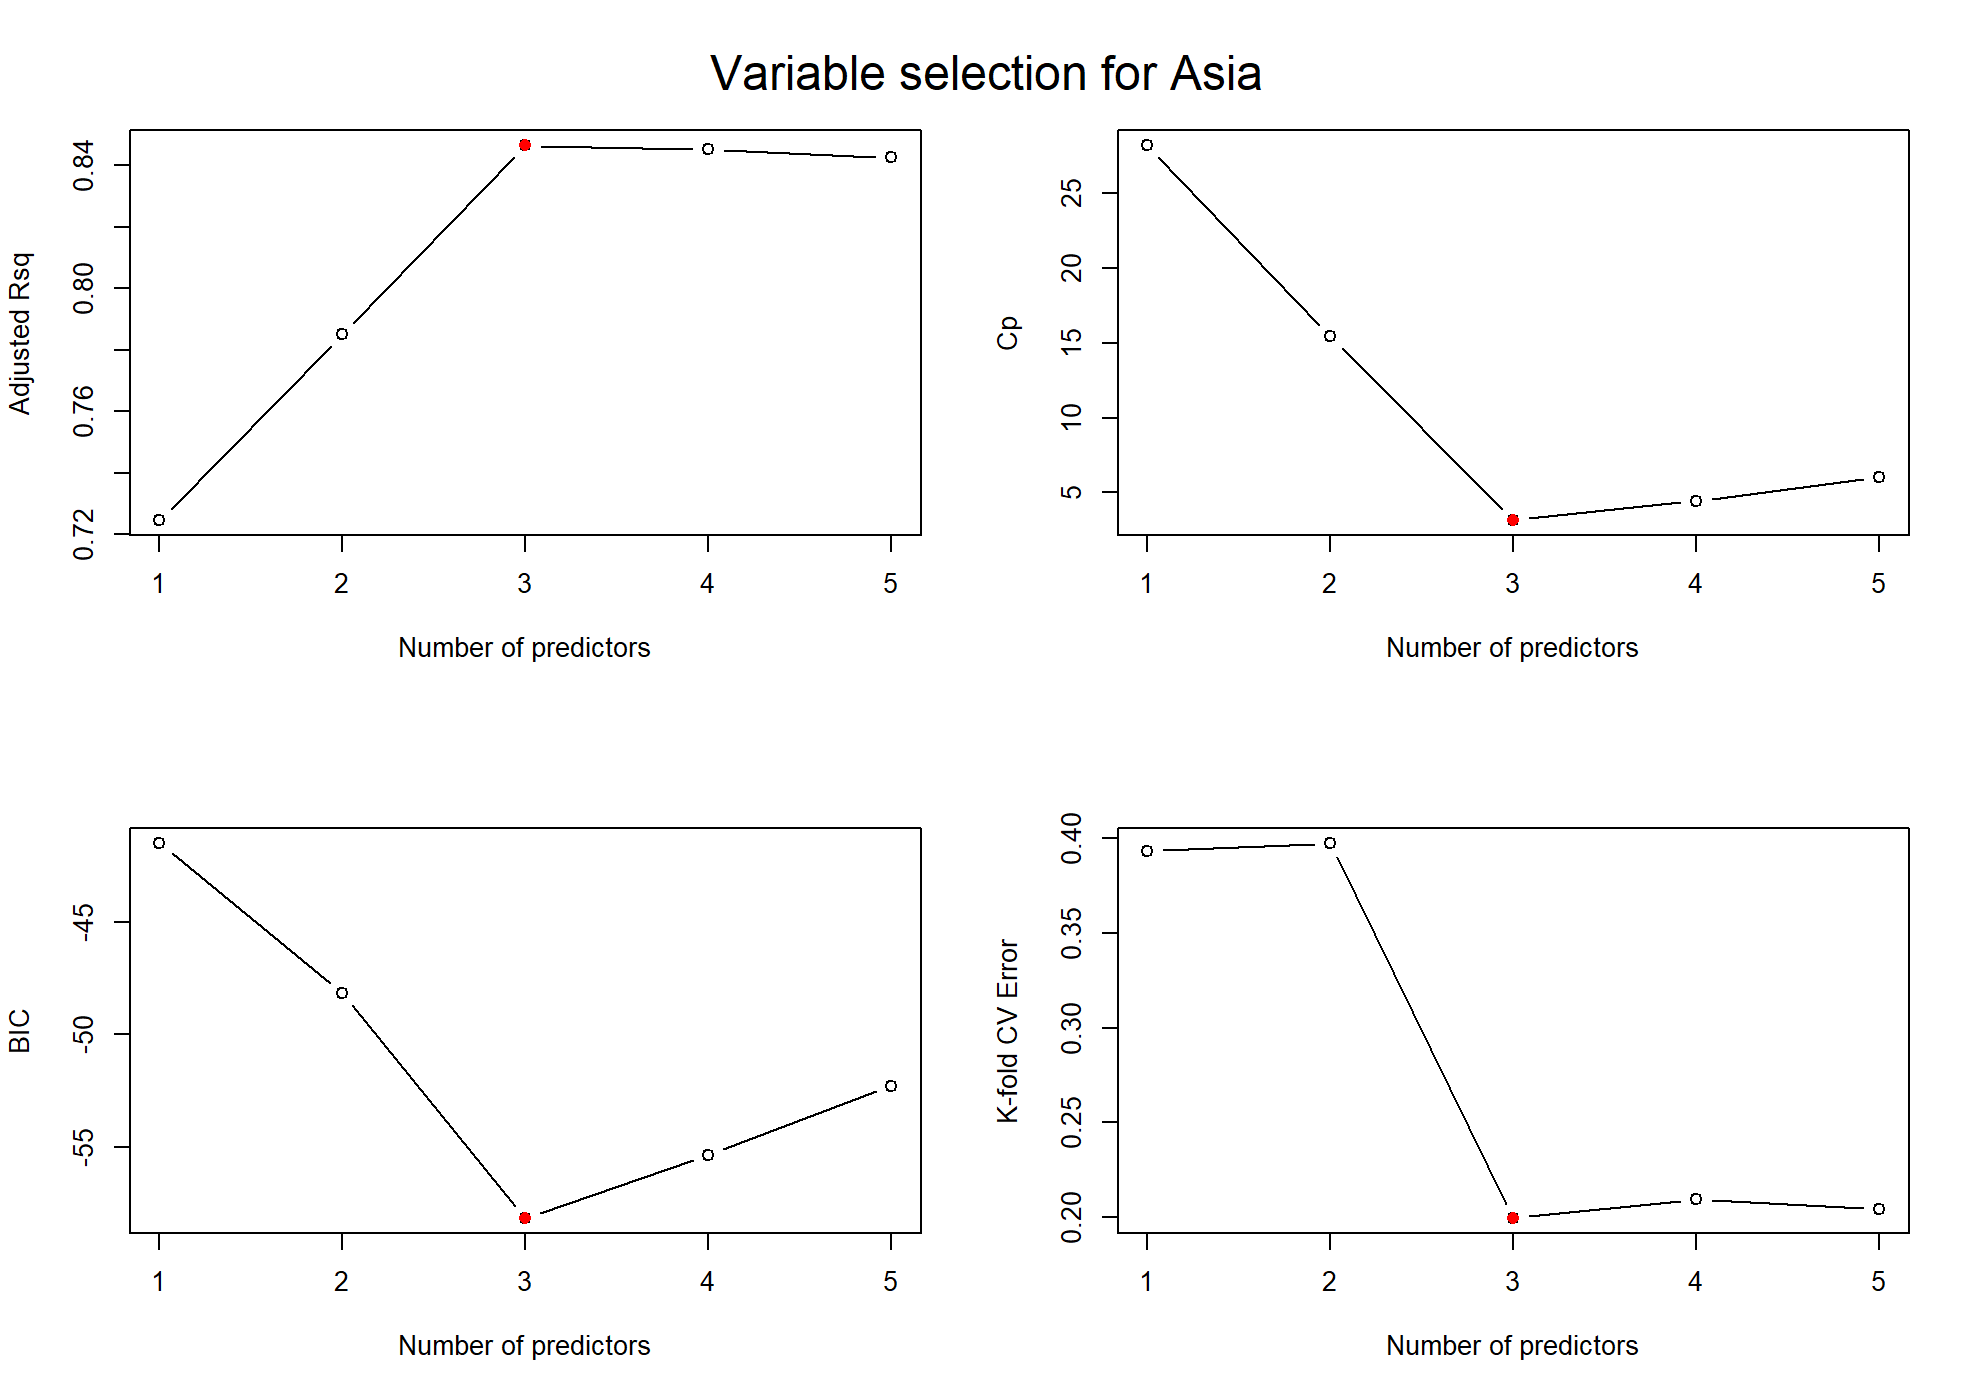 Variable selection for Asia
Adjusted Rsq
0.84
0.80
0.76
0.72
1 2 3 4 5
Number of predictors
Cp
25
20
15
10
5
1 2 3 4 5
Number of predictors
BIC
-45
-50
-55
1 2 3 4 5
Number of predictors
K-fold CV Error
0.40
0.35
0.30
0.25
0.20
1 2 3 4 5
Number of predictors